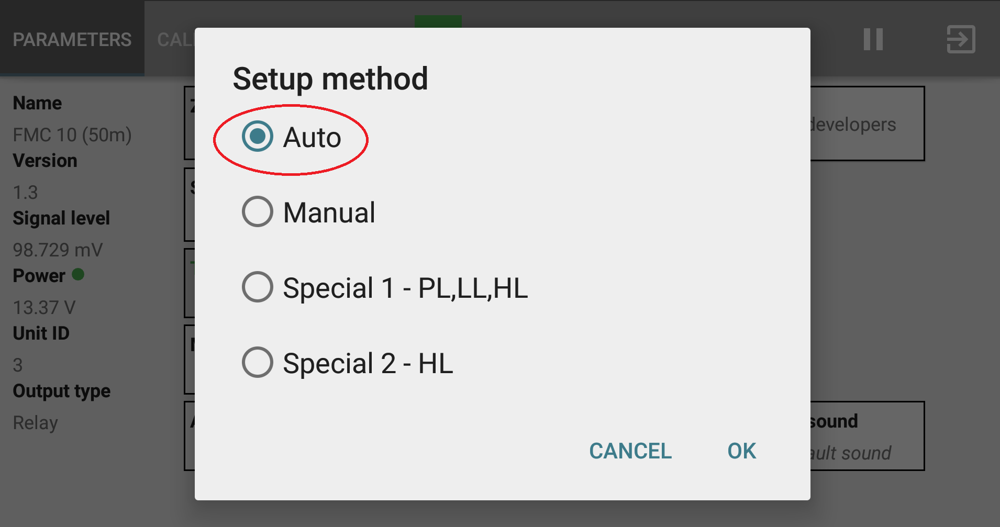 PARAMETERS
Name
FMC 10 (50m)
Version
1.3
Signal level
98.729 mV
Power
13.37 V
Unit ID
3
Output type
Relay
Setup method
Auto
Manual
Special 1 - PL,LL,HL
Special 2 - HL
CANCEL OK
developers
sound
sound